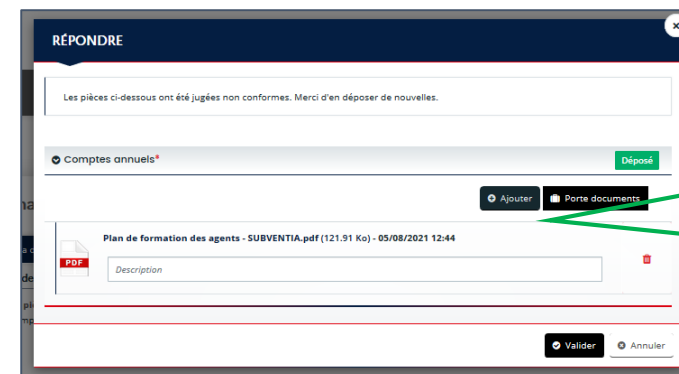 RÉPONDRE
Les pièces ci-dessous ont été jugées non conformes. Merci d'en déposer de nouvelles.
Comptes annuels*
Déposé
Ajouter
Porte documents
Plan de formation des agents - SUBVENTIA.pdf (121.91 Ko) - 05/08/2021 12:44
PDF
Description
Valider
Annuler